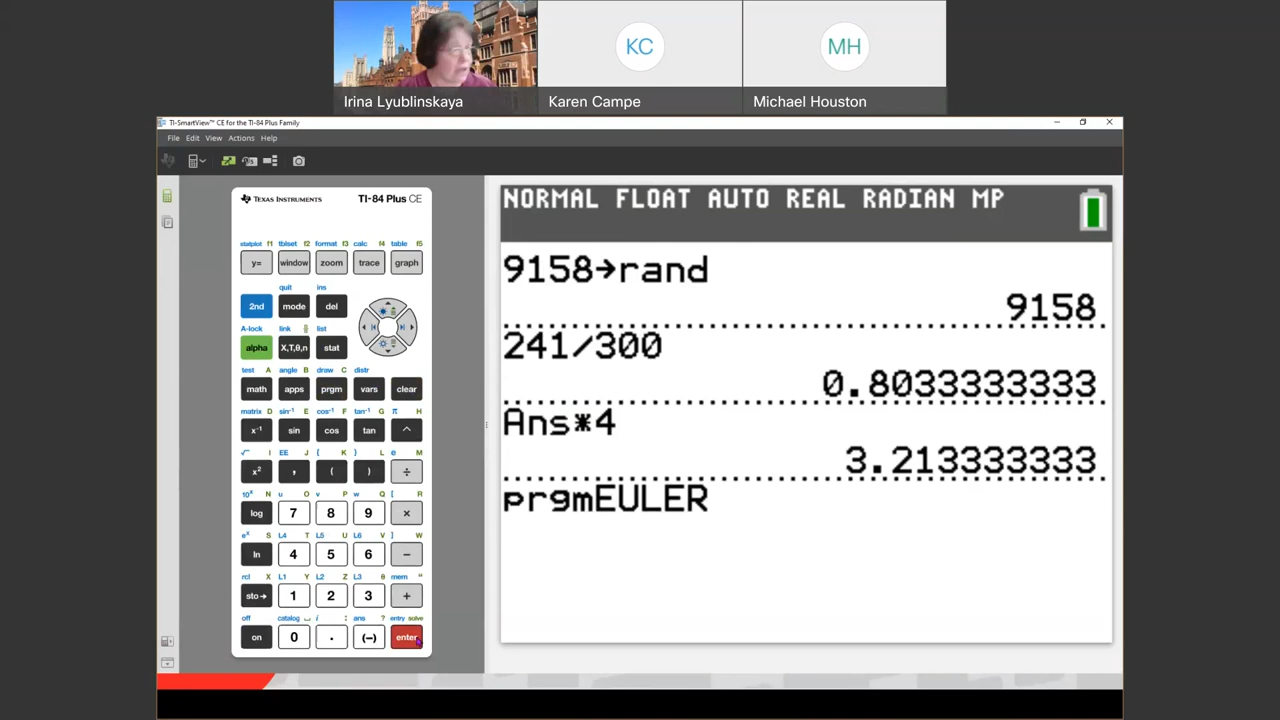 KC
MH
Irina Lyublinskaya
Karen Campe
Michael Houston
TI-SmartView™ CE for the TI-84 Plus Family
File Edit View Actions Help
TEXAS INSTRUMENTS TI-84 Plus CE
statplot f1 tblset f2 format f3 calc f4 table f5
y= window zoom trace graph
quit ins
2nd mode del
A-lock link list
alpha X,T,θ,n stat
test A angle B draw C distr
math apps prgm vars clear
matrix D sin⁻¹ E cos⁻¹ F tan⁻¹ G π H
x⁻¹ sin cos tan ^
√ I EE J { K } L e M
x² , ( ) ÷
10ˣ N u O v P w Q [ R
log 7 8 9 ×
eˣ S L4 T L5 U L6 V ] W
ln 4 5 6 −
rcl X L1 Y L2 Z L3 θ mem "
sto→ 1 2 3 +
off catalog i : ans ? entry solve
on 0 . (−) enter
NORMAL FLOAT AUTO REAL RADIAN MP
9158→rand
9158
241/300
0.8033333333
Ans*4
3.213333333
prgmEULER